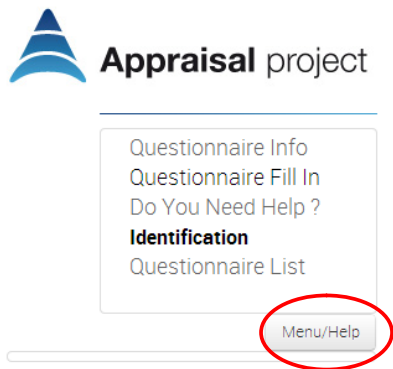 Appraisal project
Questionnaire Info
Questionnaire Fill In
Do You Need Help ?
Identification
Questionnaire List
Menu/Help